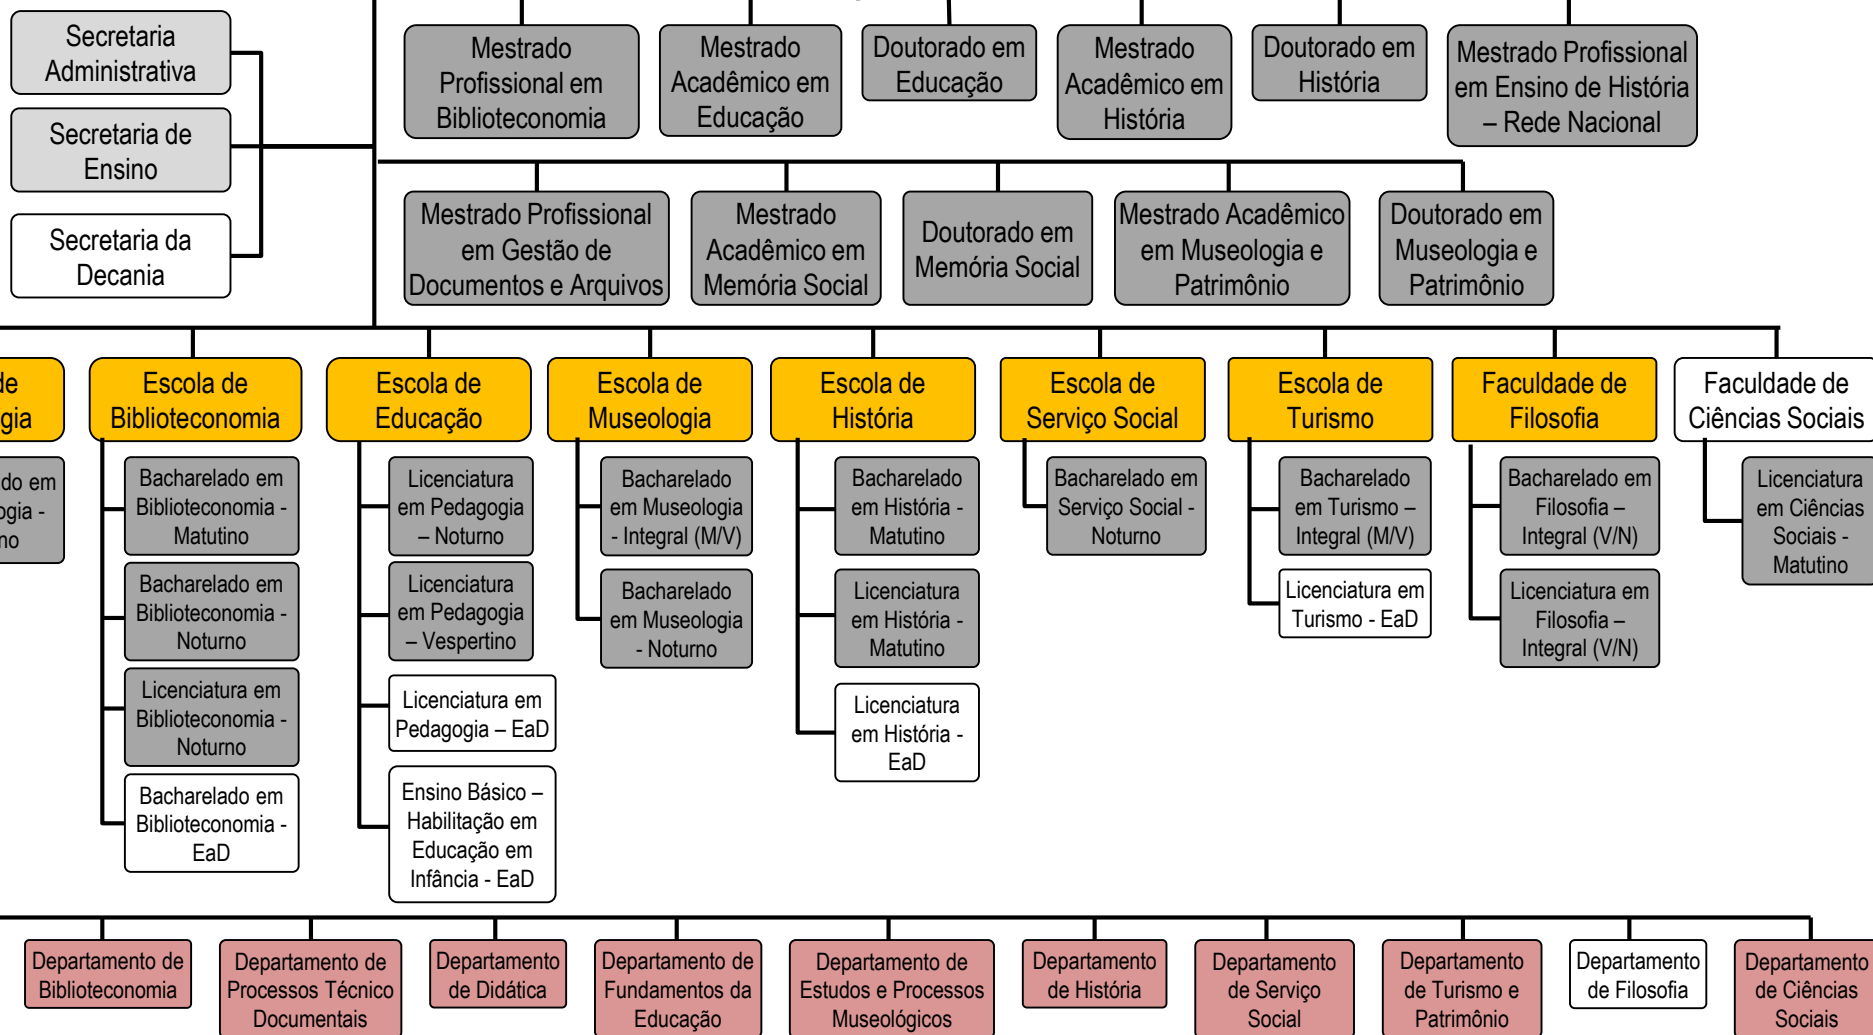 Secretaria
Administrativa
Secretaria de
Ensino
Secretaria da
Decania
Mestrado
Profissional em
Biblioteconomia
Mestrado
Acadêmico em
Educação
Doutorado em
Educação
Mestrado
Acadêmico em
História
Doutorado em
História
Mestrado Profissional
em Ensino de História
– Rede Nacional
Mestrado Profissional
em Gestão de
Documentos e Arquivos
Mestrado
Acadêmico em
Memória Social
Doutorado em
Memória Social
Mestrado Acadêmico
em Museologia e
Patrimônio
Doutorado em
Museologia e
Patrimônio
de
gia
do em
ogia -
no
Escola de
Biblioteconomia
Bacharelado em
Biblioteconomia -
Matutino
Bacharelado em
Biblioteconomia -
Noturno
Licenciatura em
Biblioteconomia -
Noturno
Bacharelado em
Biblioteconomia -
EaD
Escola de
Educação
Licenciatura
em Pedagogia
– Noturno
Licenciatura
em Pedagogia
– Vespertino
Licenciatura em
Pedagogia – EaD
Ensino Básico –
Habilitação em
Educação em
Infância - EaD
Escola de
Museologia
Bacharelado
em Museologia
- Integral (M/V)
Bacharelado
em Museologia
- Noturno
Escola de
História
Bacharelado
em História -
Matutino
Licenciatura
em História -
Matutino
Licenciatura
em História -
EaD
Escola de
Serviço Social
Bacharelado em
Serviço Social -
Noturno
Escola de
Turismo
Bacharelado
em Turismo –
Integral (M/V)
Licenciatura em
Turismo - EaD
Faculdade de
Filosofia
Bacharelado em
Filosofia –
Integral (V/N)
Licenciatura em
Filosofia –
Integral (V/N)
Faculdade de
Ciências Sociais
Licenciatura
em Ciências
Sociais -
Matutino
Departamento de
Biblioteconomia
Departamento de
Processos Técnico
Documentais
Departamento
de Didática
Departamento de
Fundamentos da
Educação
Departamento de
Estudos e Processos
Museológicos
Departamento
de História
Departamento
de Serviço
Social
Departamento
de Turismo e
Patrimônio
Departamento
de Filosofia
Departamento
de Ciências
Sociais